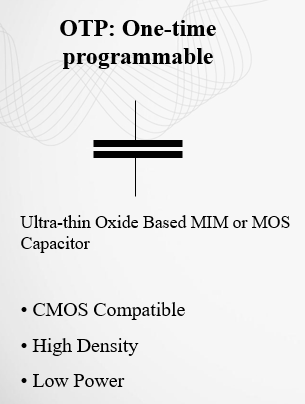 OTP: One-time
programmable
Ultra-thin Oxide Based MIM or MOS
Capacitor
• CMOS Compatible
• High Density
• Low Power